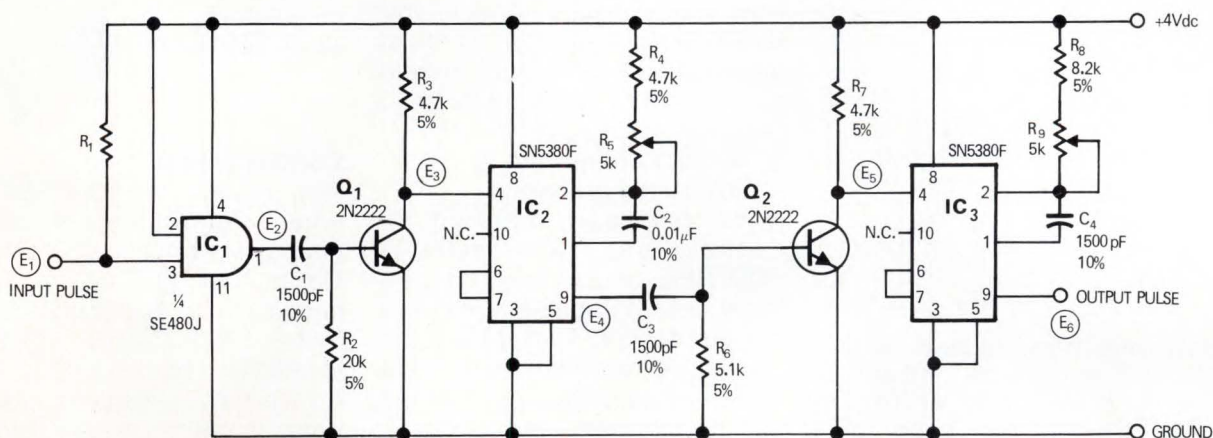 +4Vdc
R1
R3
4.7k
5%
R4
4.7k
5%
R5
5k
R7
4.7k
5%
R8
8.2k
5%
R9
5k
E1
INPUT PULSE
2
3
4
IC1
1
11
¼
SE480J
E2
C1
1500pF
10%
R2
20k
5%
Q1
2N2222
E3
SN5380F
8
4
2
IC2
N.C.
10
1
6
7
9
3
5
C2
0.01μF
10%
E4
C3
1500pF
10%
R6
5.1k
5%
Q2
2N2222
E5
SN5380F
8
4
2
IC3
N.C.
10
1
6
7
9
3
5
C4
1500 pF
10%
OUTPUT PULSE
E6
GROUND